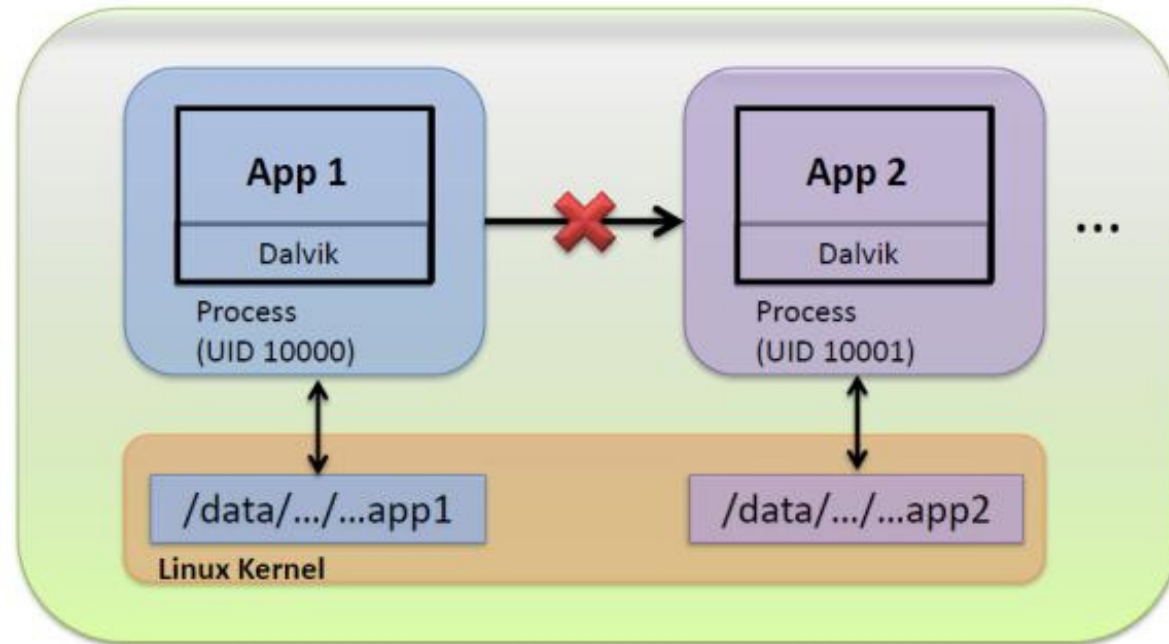 App 1
Dalvik
Process
(UID 10000)
App 2
Dalvik
Process
(UID 10001)
...
/data/.../...app1
/data/.../...app2
Linux Kernel